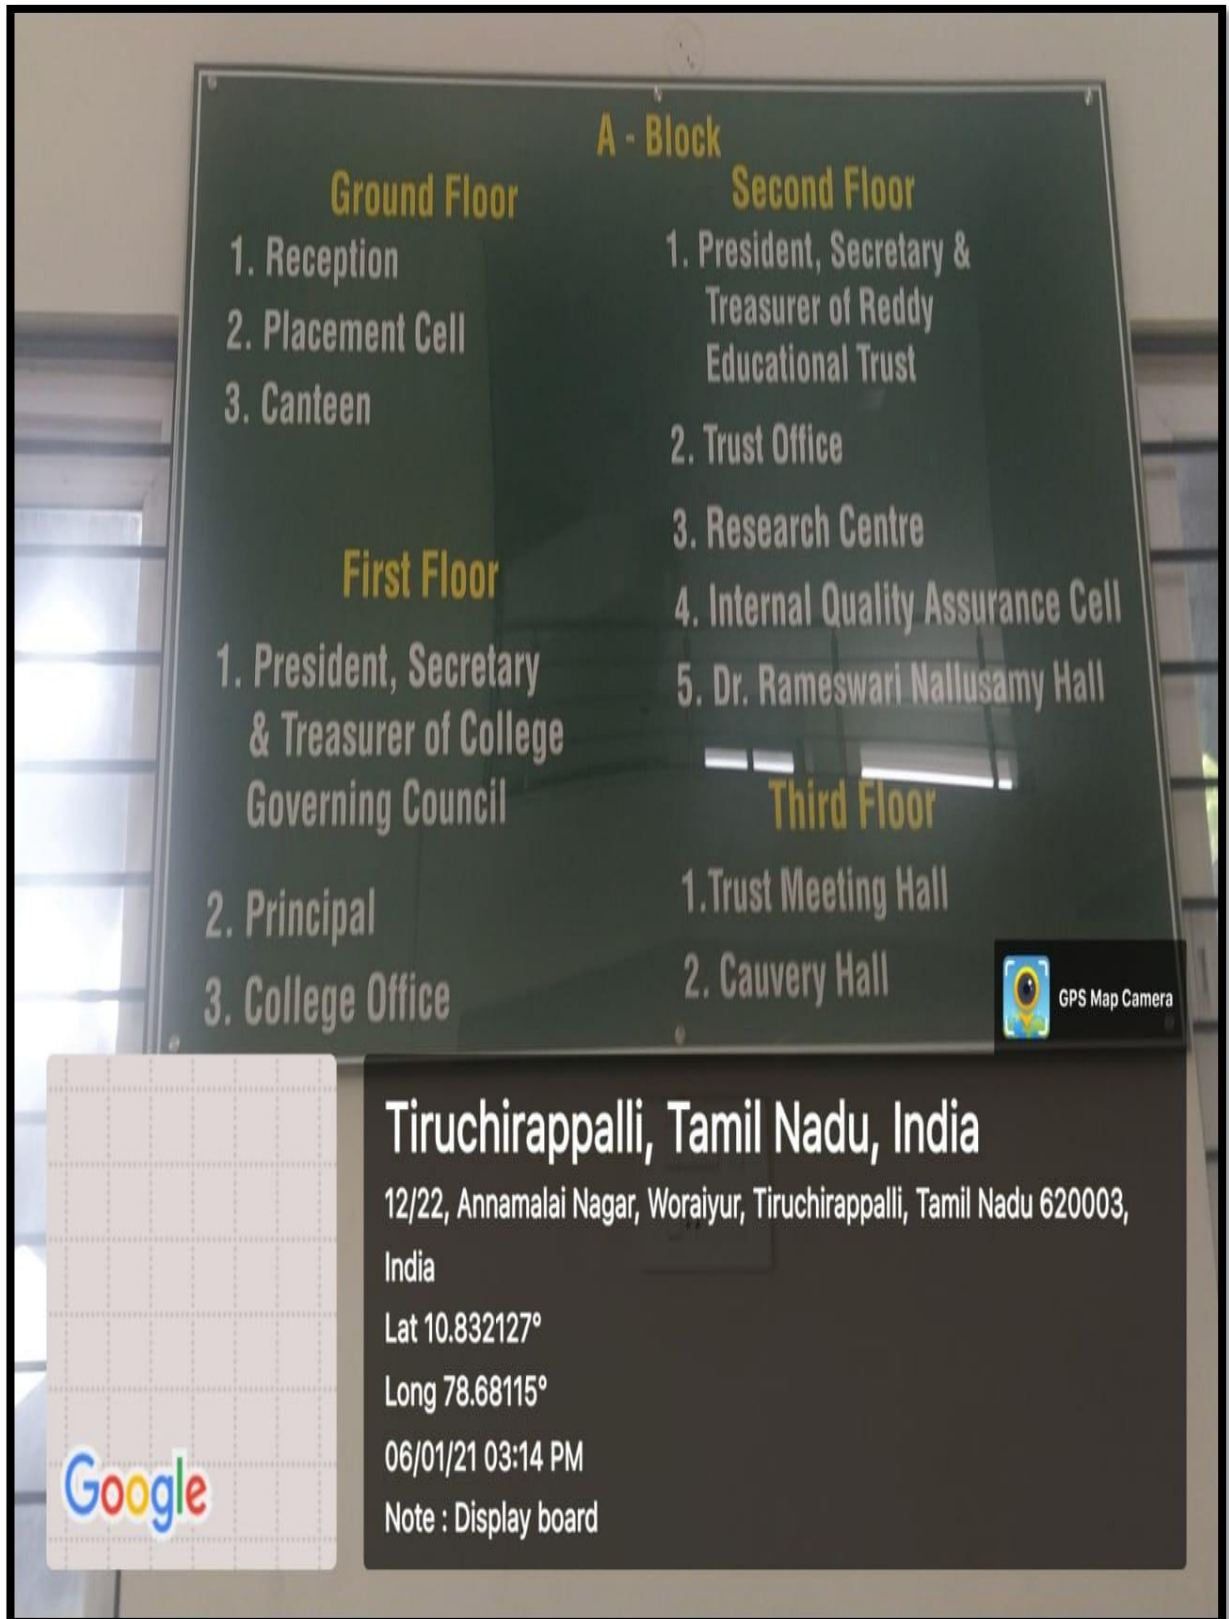 A - Block
Ground Floor
1. Reception
2. Placement Cell
3. Canteen
First Floor
1. President, Secretary
& Treasurer of College
Governing Council
2. Principal
3. College Office
Second Floor
1. President, Secretary &
Treasurer of Reddy
Educational Trust
2. Trust Office
3. Research Centre
4. Internal Quality Assurance Cell
5. Dr. Rameswari Nallusamy Hall
Third Floor
1.Trust Meeting Hall
2. Cauvery Hall
GPS Map Camera
Tiruchirappalli, Tamil Nadu, India
12/22, Annamalai Nagar, Woraiyur, Tiruchirappalli, Tamil Nadu 620003,
India
Lat 10.832127°
Long 78.68115°
06/01/21 03:14 PM
Note : Display board
Google